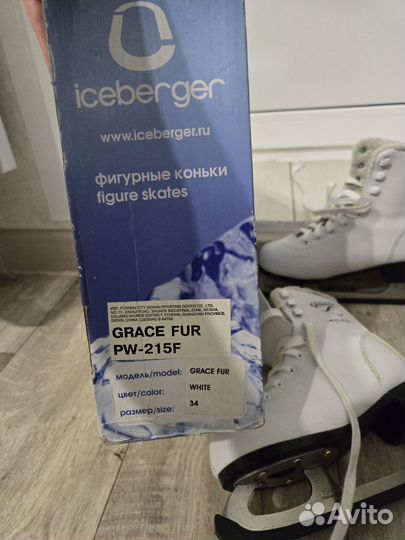 iceberger
www.iceberger.ru
фигурные коньки
figure skates
GRACE FUR
PW-215F
модель/model: GRACE FUR
цвет/color: WHITE
размер/size: 34
Avito